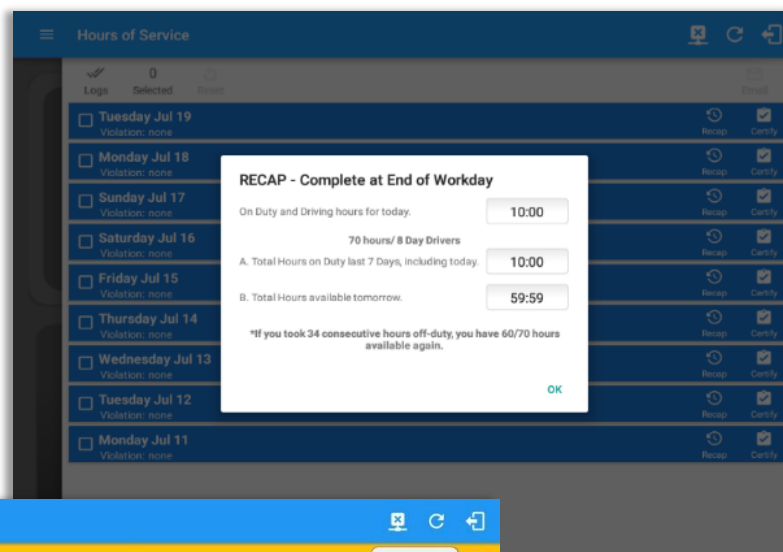 Hours of Service
Logs
0
Selected
Reset
Email
Tuesday Jul 19
Violation: none
Recap
Certify
Monday Jul 18
Violation: none
Recap
Certify
Sunday Jul 17
Violation: none
Recap
Certify
Saturday Jul 16
Violation: none
Recap
Certify
Friday Jul 15
Violation: none
Recap
Certify
Thursday Jul 14
Violation: none
Recap
Certify
Wednesday Jul 13
Violation: none
Recap
Certify
Tuesday Jul 12
Violation: none
Recap
Certify
Monday Jul 11
Violation: none
Recap
Certify
RECAP - Complete at End of Workday
On Duty and Driving hours for today. 10:00
70 hours/ 8 Day Drivers
A. Total Hours on Duty last 7 Days, including today. 10:00
B. Total Hours available tomorrow. 59:59
*If you took 34 consecutive hours off-duty, you have 60/70 hours
available again.
OK